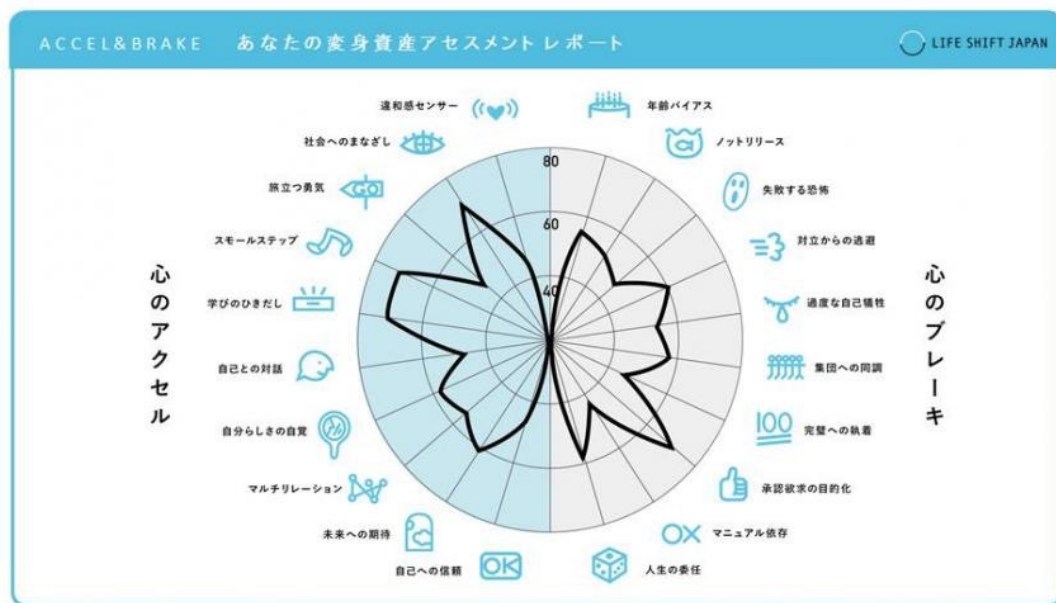 ACCEL&BRAKE あなたの変身資産アセスメント レポート
LIFE SHIFT JAPAN
心のアクセル
違和感センサー
社会へのまなざし
旅立つ勇気
GO
スモールステップ
学びのひきだし
自己との対話
自分らしさの自覚
マルチリレーション
未来への期待
自己への信頼
OK
80
60
40
年齢バイアス
ノットリリース
失敗する恐怖
対立からの逃避
過度な自己犠牲
集団への同調
100
完璧への執着
承認欲求の目的化
マニュアル依存
人生の委任
心のブレーキ